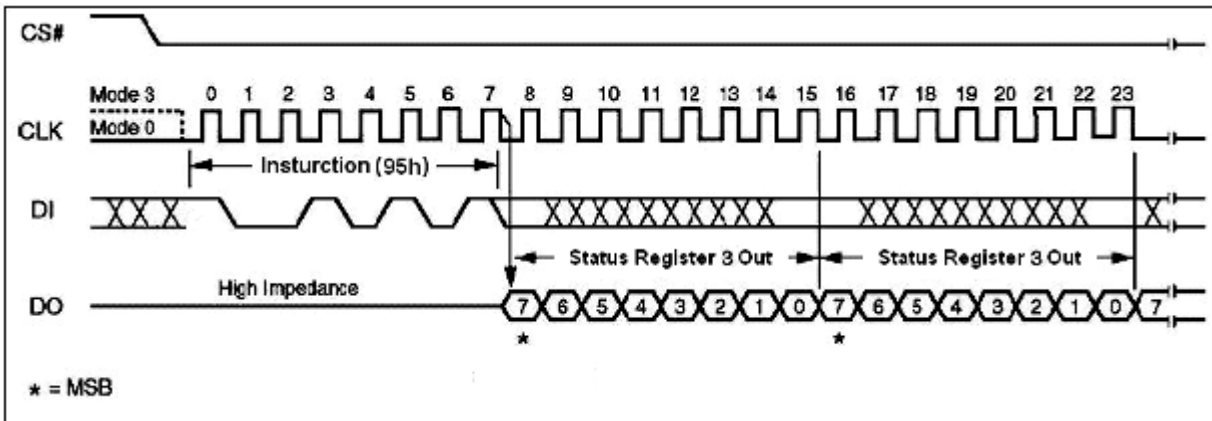 CS#
Mode 3 0 1 2 3 4 5 6 7 8 9 10 11 12 13 14 15 16 17 18 19 20 21 22 23
CLK Mode 0
Insturction (95h)
DI
Status Register 3 Out Status Register 3 Out
High Impedance
DO 7 6 5 4 3 2 1 0 7 6 5 4 3 2 1 0 7
* *
* = MSB